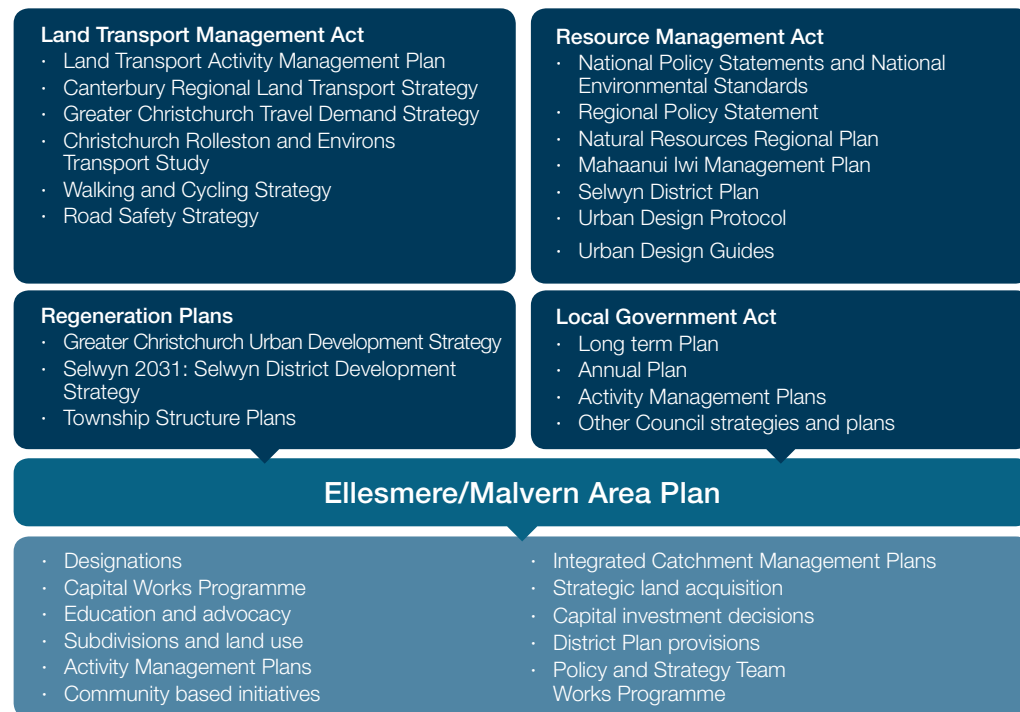 Land Transport Management Act
· Land Transport Activity Management Plan
· Canterbury Regional Land Transport Strategy
· Greater Christchurch Travel Demand Strategy
· Christchurch Rolleston and Environs
Transport Study
· Walking and Cycling Strategy
· Road Safety Strategy
Resource Management Act
· National Policy Statements and National
Environmental Standards
· Regional Policy Statement
· Natural Resources Regional Plan
· Mahaanui Iwi Management Plan
· Selwyn District Plan
· Urban Design Protocol
· Urban Design Guides
Regeneration Plans
· Greater Christchurch Urban Development Strategy
· Selwyn 2031: Selwyn District Development
Strategy
· Township Structure Plans
Local Government Act
· Long term Plan
· Annual Plan
· Activity Management Plans
· Other Council strategies and plans
Ellesmere/Malvern Area Plan
· Designations
· Capital Works Programme
· Education and advocacy
· Subdivisions and land use
· Activity Management Plans
· Community based initiatives
· Integrated Catchment Management Plans
· Strategic land acquisition
· Capital investment decisions
· District Plan provisions
· Policy and Strategy Team
Works Programme